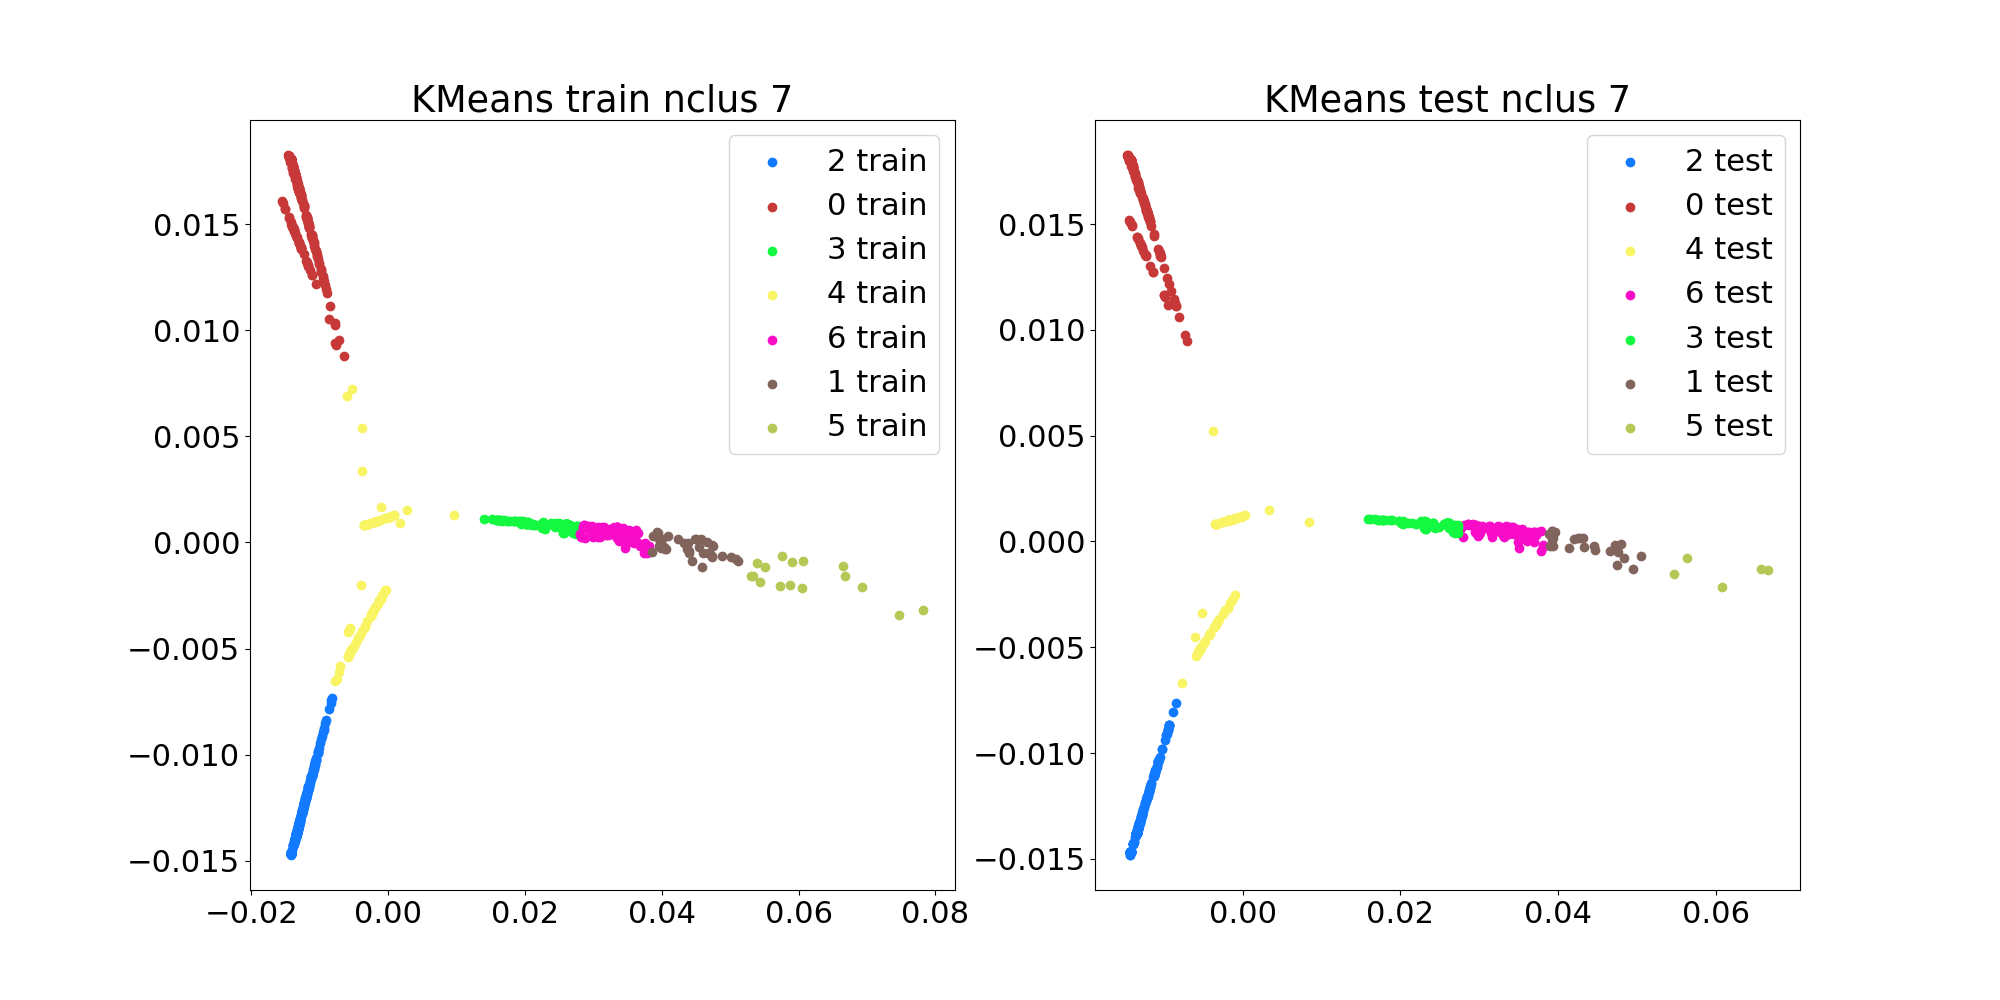 KMeans train nclus 7
2 train
0 train
3 train
4 train
6 train
1 train
5 train
0.015
0.010
0.005
0.000
−0.005
−0.010
−0.015
−0.02 0.00 0.02 0.04 0.06 0.08
KMeans test nclus 7
2 test
0 test
4 test
6 test
3 test
1 test
5 test
0.015
0.010
0.005
0.000
−0.005
−0.010
−0.015
0.00 0.02 0.04 0.06